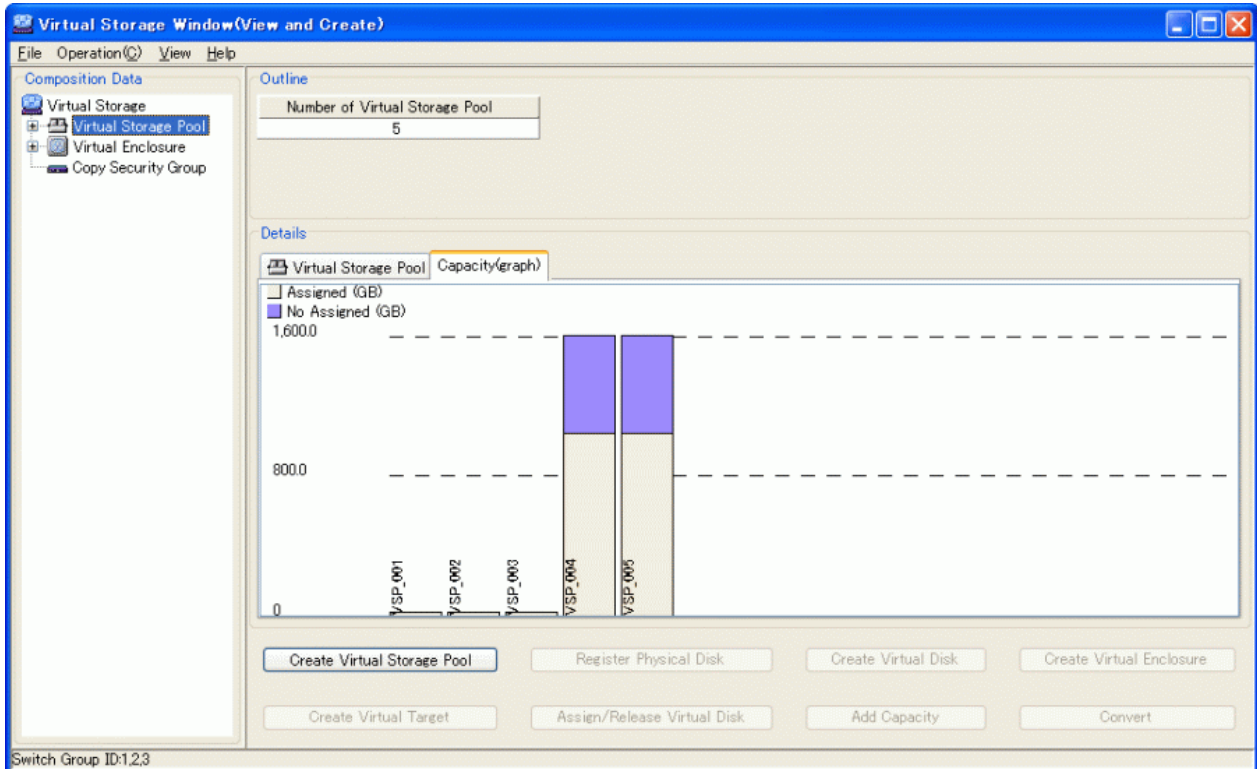 Virtual Storage Window(View and Create)
File Operation(C) View Help
Composition Data
Virtual Storage
Virtual Storage Pool
Virtual Enclosure
Copy Security Group
Outline
Number of Virtual Storage Pool
5
Details
Virtual Storage Pool Capacity(graph)
Assigned (GB)
No Assigned (GB)
1,600.0
800.0
0
VSP_001
VSP_002
VSP_003
VSP_004
VSP_005
Create Virtual Storage Pool Register Physical Disk Create Virtual Disk Create Virtual Enclosure
Create Virtual Target Assign/Release Virtual Disk Add Capacity Convert
Switch Group ID:1,2,3